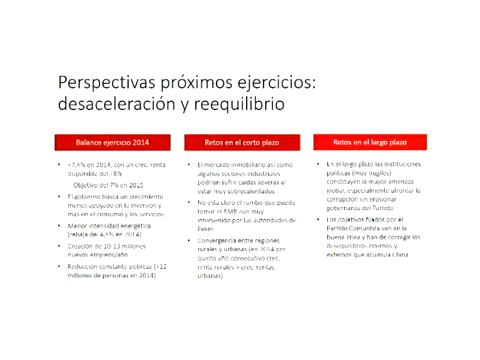 Perspectivas próximos ejercicios:
desaceleración y reequilibrio
Balance ejercicio 2014
• +7,4% en 2014, con un crec. renta
disponible del ~8%
Objetivo del 7% en 2015
• El gobierno busca un crecimiento
menos apoyado en la inversión y
más en el consumo y los servicios
• Menor intensidad energética
(rebaja del 4,8% en 2014)
• Creación de 10-13 millones
nuevos empleos/año
• Reducción constante pobreza (+12
millones de personas en 2014)
Retos en el corto plazo
• El mercado inmobiliario así como
algunos sectores industriales
podrían sufrir caídas severas al
estar muy sobrecalentados
• No esta claro el rumbo que pueda
tomar el RMB aún muy
intervenido por las autoridades de
Pekín
• Convergencia entre regiones
rurales y urbanas (en 2014 por
quinto año consecutivo crec.
renta rurales > crec. rentas
urbanas)
Retos en el largo plazo
• En el largo plazo las instituciones
políticas (muy frágiles)
constituyen la mayor amenaza
global, especialmente afrontar la
corrupción sin erosionar
gobernanza del Partido
• Los objetivos fijados por el
Partido Comunista van en la
buena línea y han de corregir los
desequilibrios internos y
externos que acumula China